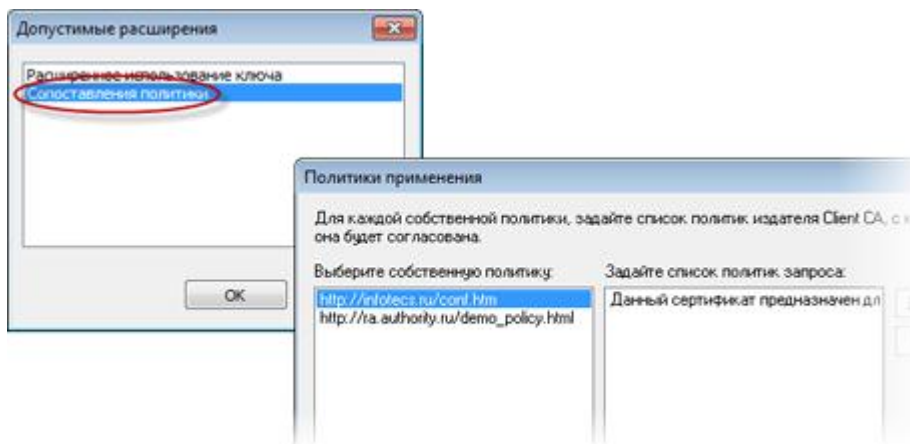 Допустимые расширения
Расширенное использование ключа
Сопоставления политики
OK
Политики применения
Для каждой собственной политики, задайте список политик издателя Client CA, с
она будет согласована.
Выберите собственную политику:
Задайте список политик запроса:
http://infotecs.ru/conf.htm
http://ra.authority.ru/demo_policy.html
Данный сертификат предназначен дл